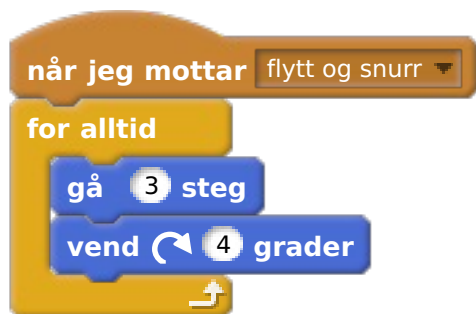 når jeg mottar flytt og snurr
for alltid
gå 3 steg
vend 4 grader